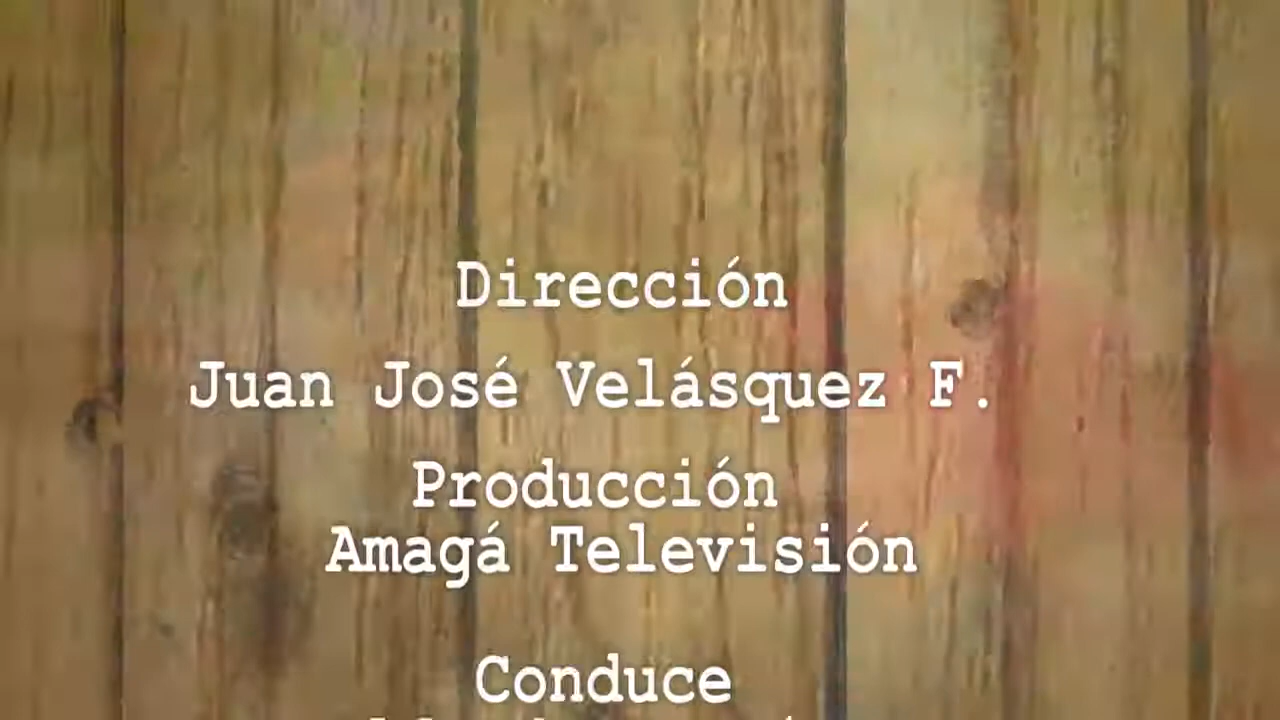 Dirección
Juan José Velásquez F.
Producción
Amagá Televisión
Conduce